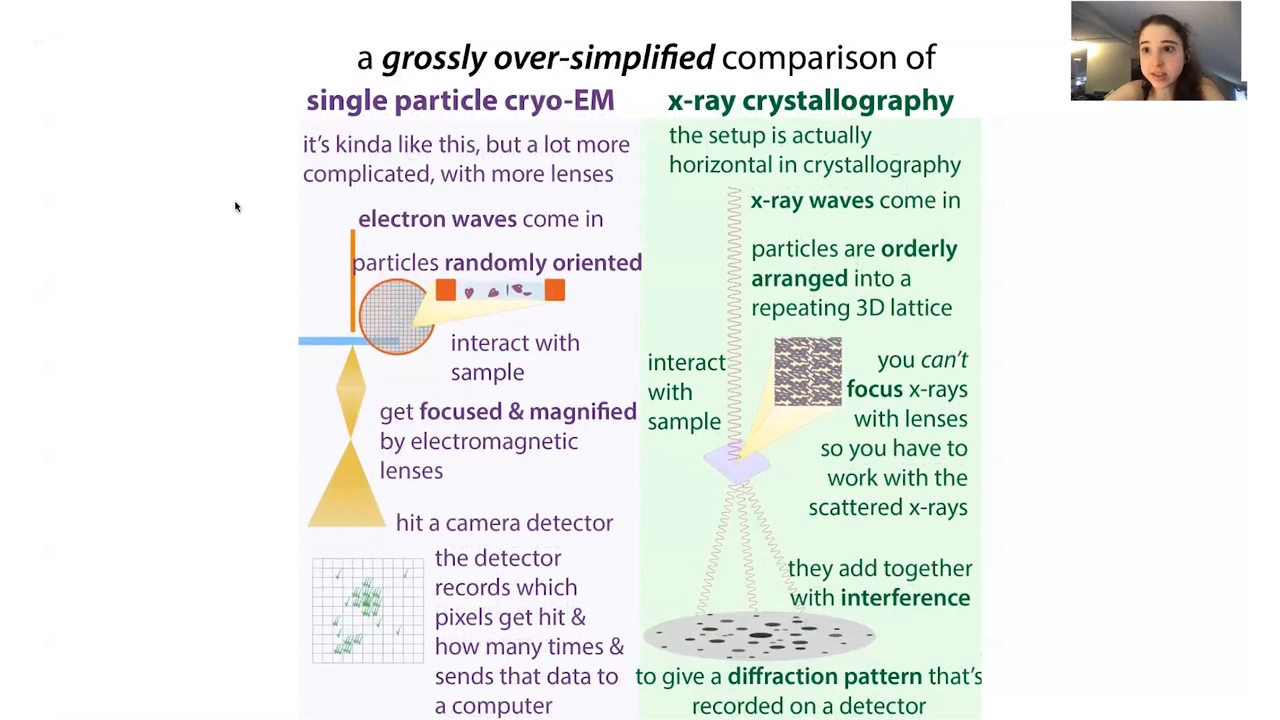 a grossly over-simplified comparison of
single particle cryo-EM
it's kinda like this, but a lot more
complicated, with more lenses
electron waves come in
particles randomly oriented
interact with
sample
get focused & magnified
by electromagnetic
lenses
hit a camera detector
the detector
records which
pixels get hit &
how many times &
sends that data to
a computer
x-ray crystallography
the setup is actually
horizontal in crystallography
x-ray waves come in
particles are orderly
arranged into a
repeating 3D lattice
interact
with
sample
you can't
focus x-rays
with lenses
so you have to
work with the
scattered x-rays
they add together
with interference
to give a diffraction pattern that's
recorded on a detector